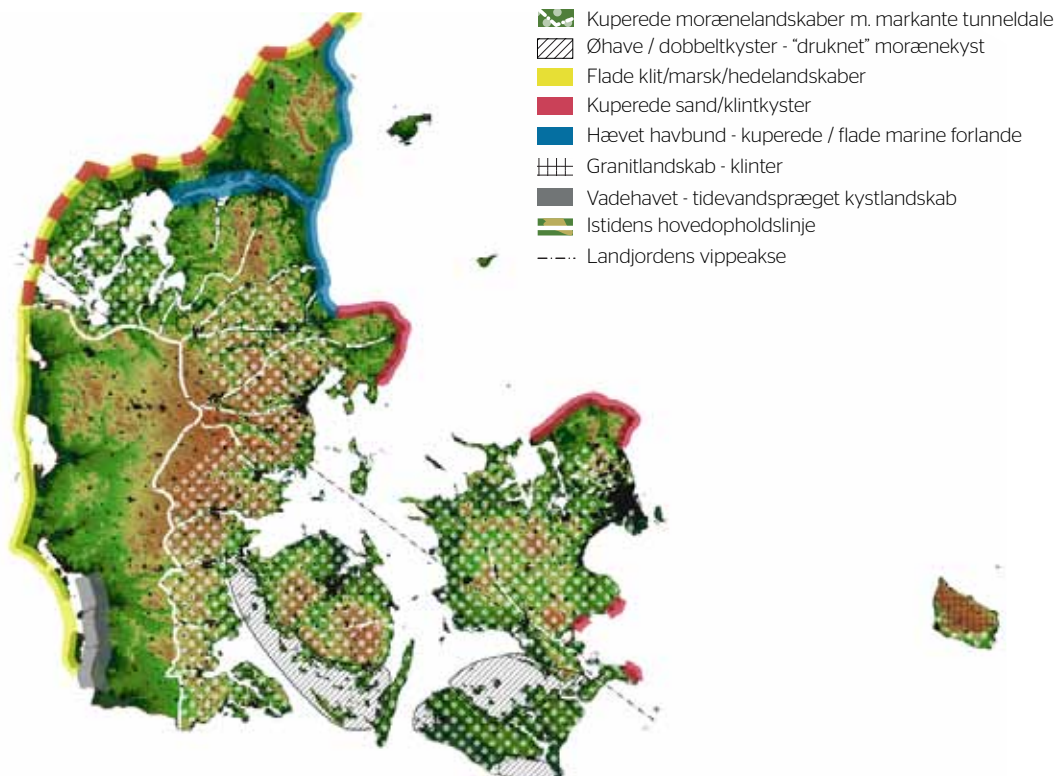 Kuperede morænelandskaber m. markante tunneldale
Øhave / dobbeltkyster - “druknet” morænekyst
Flade klit/marsk/hedelandskaber
Kuperede sand/klintkyster
Hævet havbund - kuperede / flade marine forlande
Granitlandskab - klinter
Vadehavet - tidevandspræget kystlandskab
Istidens hovedopholdslinje
Landjordens vippeakse